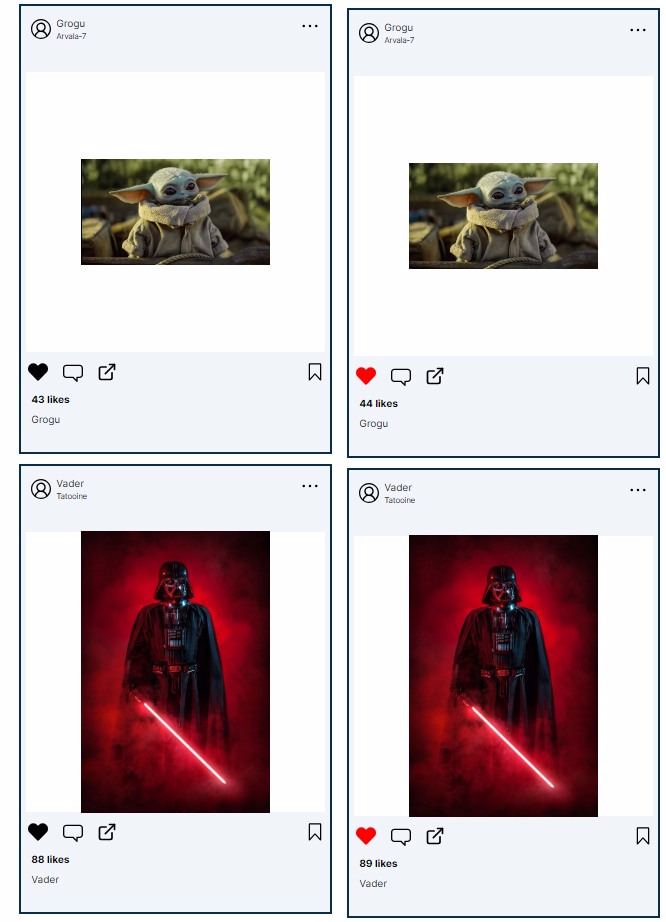 Grogu
Arvala-7
43 likes
Grogu
Grogu
Arvala-7
44 likes
Grogu
Vader
Tatooine
88 likes
Vader
Vader
Tatooine
89 likes
Vader